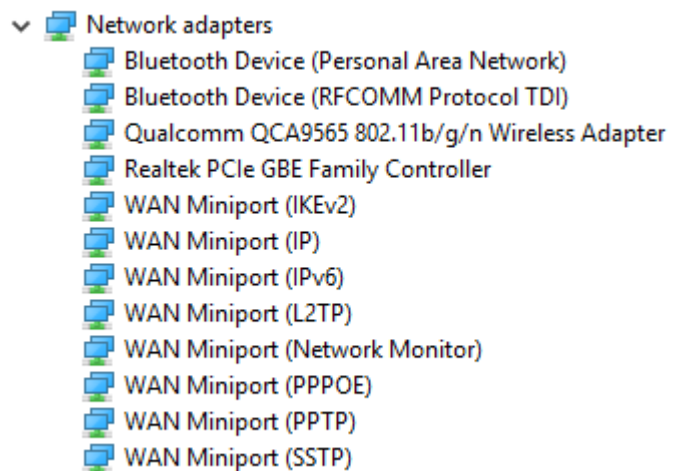 Network adapters
Bluetooth Device (Personal Area Network)
Bluetooth Device (RFCOMM Protocol TDI)
Qualcomm QCA9565 802.11b/g/n Wireless Adapter
Realtek PCIe GBE Family Controller
WAN Miniport (IKEv2)
WAN Miniport (IP)
WAN Miniport (IPv6)
WAN Miniport (L2TP)
WAN Miniport (Network Monitor)
WAN Miniport (PPPOE)
WAN Miniport (PPTP)
WAN Miniport (SSTP)